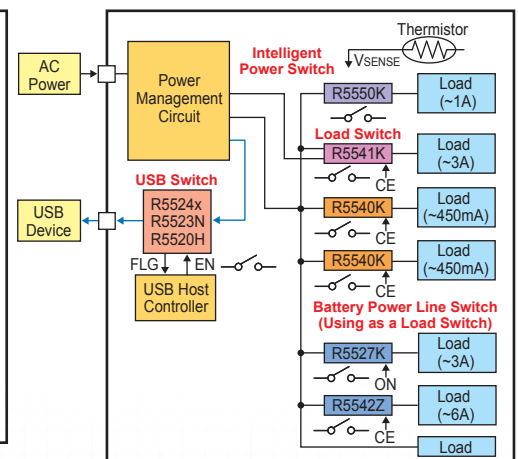 AC
Power
Power
Management
Circuit
USB Switch
R5524x
R5523N
R5520H
USB
Device
FLG
EN
USB Host
Controller
Thermistor
Intelligent
Power Switch
VSENSE
R5550K
Load
(~1A)
Load Switch
R5541K
Load
(~3A)
CE
R5540K
Load
(~450mA)
CE
R5540K
Load
(~450mA)
CE
Battery Power Line Switch
(Using as a Load Switch)
R5527K
Load
(~3A)
ON
R5542Z
Load
(~6A)
CE
Load